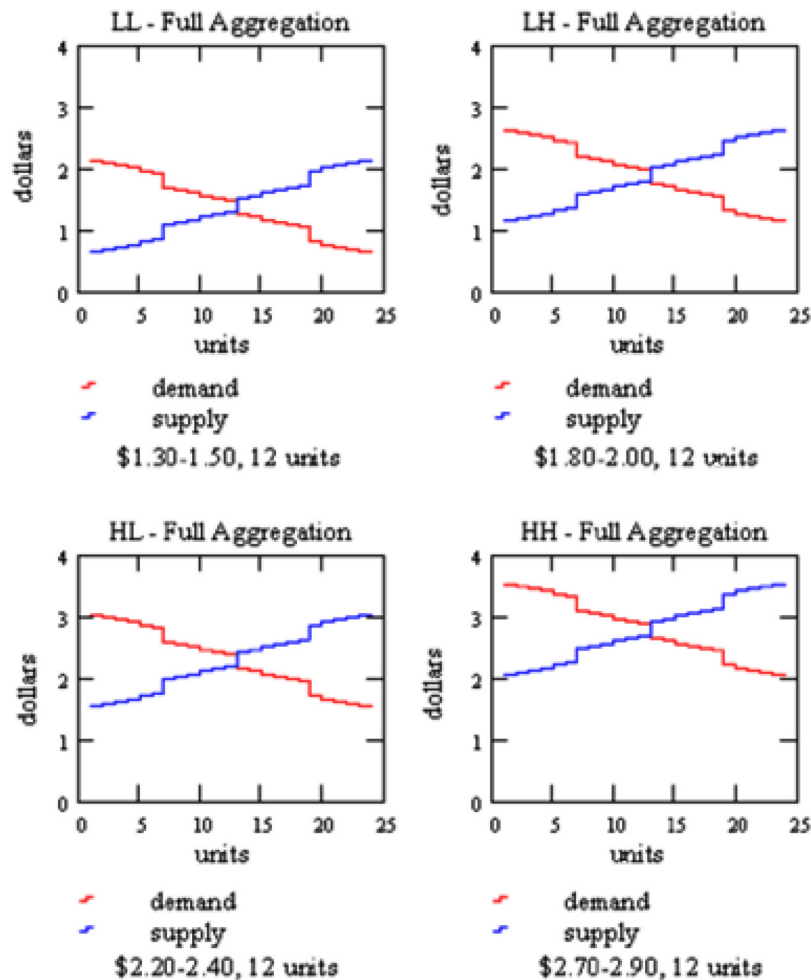 LL - Full Aggregation
4
3
2
1
0
dollars
0 5 10 15 20 25
units
demand
supply
$1.30-1.50, 12 units
LH - Full Aggregation
4
3
2
1
0
dollars
0 5 10 15 20 25
units
demand
supply
$1.80-2.00, 12 units
HL - Full Aggregation
4
3
2
1
0
dollars
0 5 10 15 20 25
units
demand
supply
$2.20-2.40, 12 units
HH - Full Aggregation
4
3
2
1
0
dollars
0 5 10 15 20 25
units
demand
supply
$2.70-2.90, 12 units